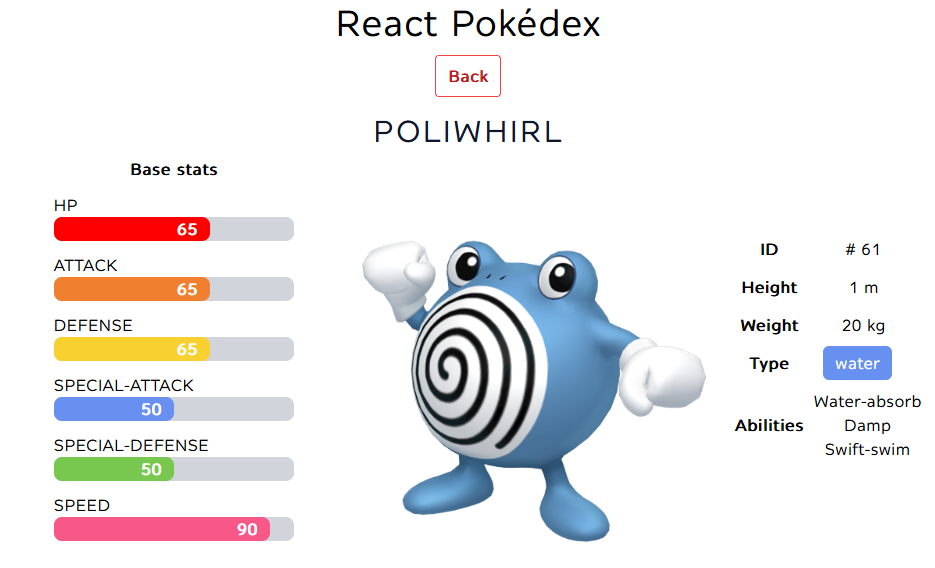 React Pokédex
Back
POLIWHIRL
Base stats
HP
65
ATTACK
65
DEFENSE
65
SPECIAL-ATTACK
50
SPECIAL-DEFENSE
50
SPEED
90
ID # 61
Height 1 m
Weight 20 kg
Type water
Abilities
Water-absorb
Damp
Swift-swim